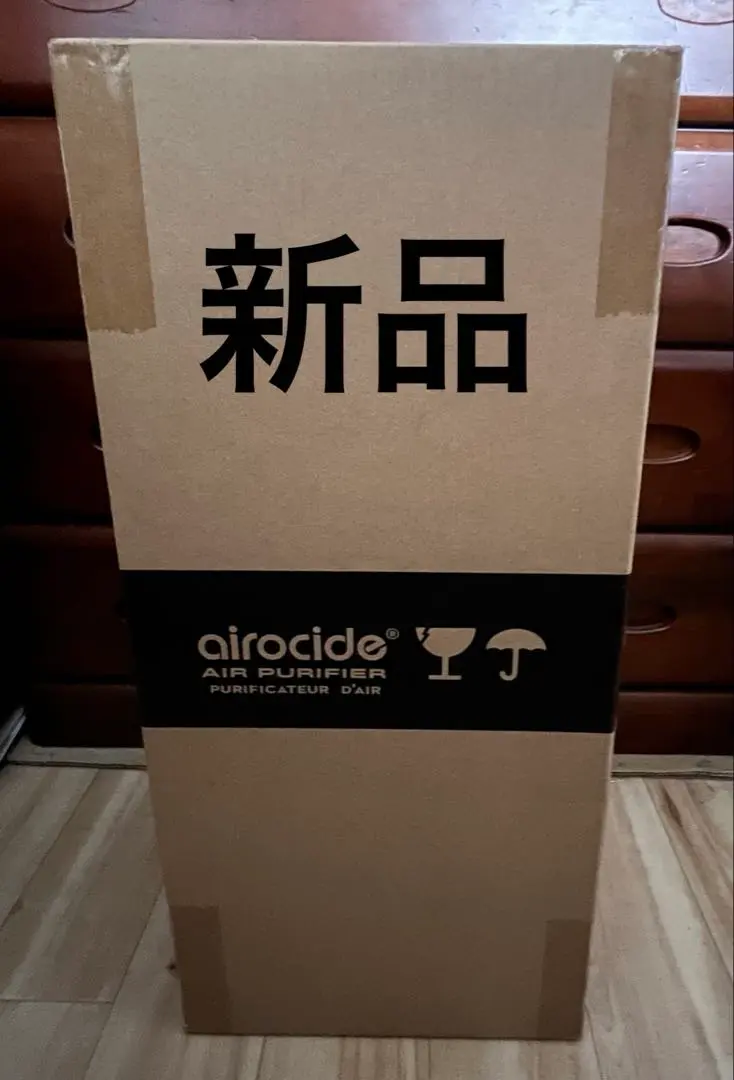 新品
airocide®
AIR PURIFIER
PURIFICATEUR D'AIR